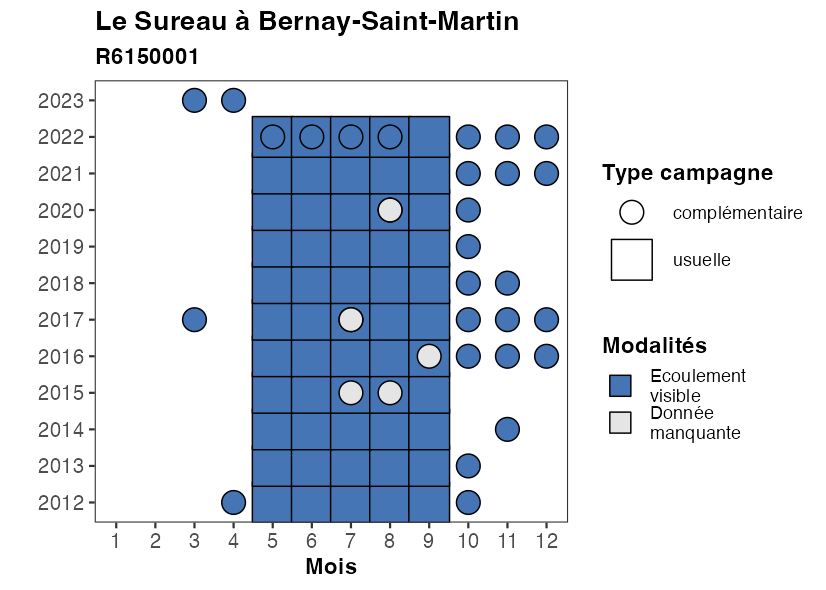 Le Sureau à Bernay-Saint-Martin
R6150001
2023
2022
2021
2020
2019
2018
2017
2016
2015
2014
2013
2012
1 2 3 4 5 6 7 8 9 10 11 12
Mois
Type campagne
complémentaire
usuelle
Modalités
Ecoulement
visible
Donnée
manquante